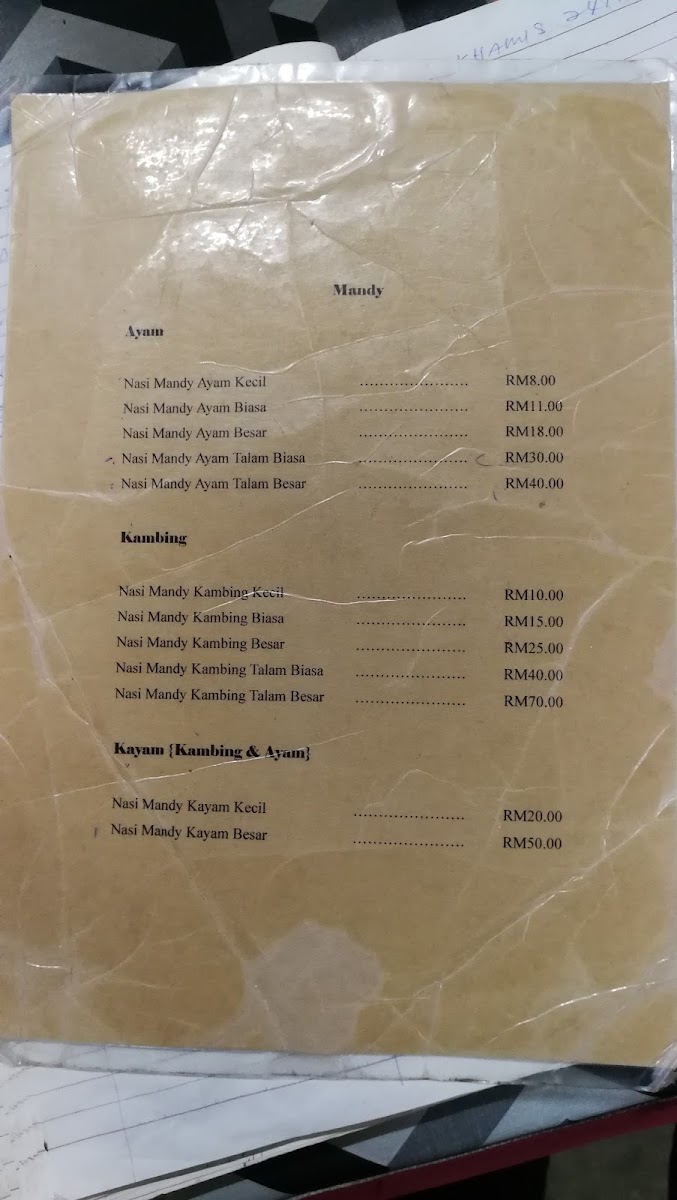 KHAMIS
Mandy
Ayam
Nasi Mandy Ayam Kecil ...................... RM8.00
Nasi Mandy Ayam Biasa ...................... RM11.00
Nasi Mandy Ayam Besar ...................... RM18.00
Nasi Mandy Ayam Talam Biasa ...................... RM30.00
Nasi Mandy Ayam Talam Besar ...................... RM40.00
Kambing
Nasi Mandy Kambing Kecil ...................... RM10.00
Nasi Mandy Kambing Biasa ...................... RM15.00
Nasi Mandy Kambing Besar ...................... RM25.00
Nasi Mandy Kambing Talam Biasa ...................... RM40.00
Nasi Mandy Kambing Talam Besar ...................... RM70.00
Kayam {Kambing & Ayam}
Nasi Mandy Kayam Kecil ...................... RM20.00
Nasi Mandy Kayam Besar ...................... RM50.00